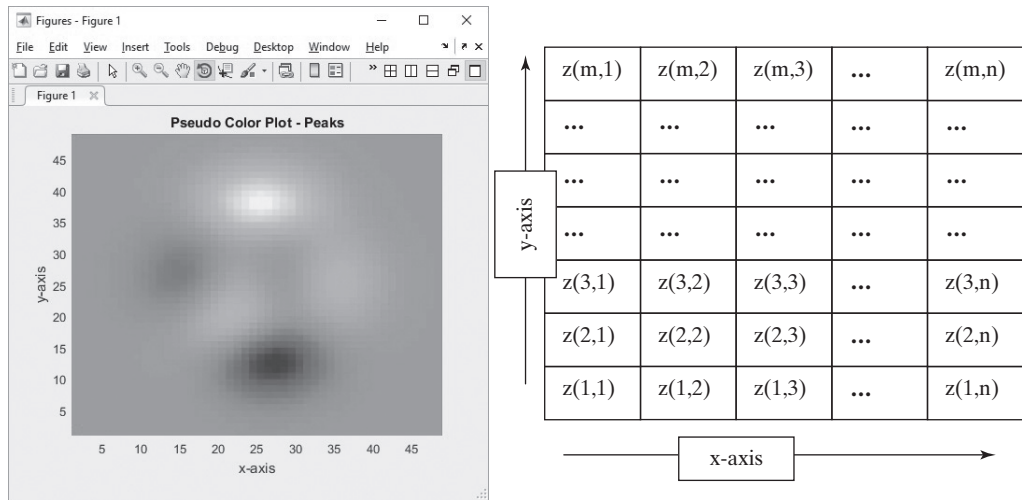 Figures - Figure 1
File Edit View Insert Tools Debug Desktop Window Help
»
Figure 1
Pseudo Color Plot - Peaks
45
40
35
30
25
20
15
10
5
y-axis
5 10 15 20 25 30 35 40 45
x-axis
z(m,1) z(m,2) z(m,3) ... z(m,n)
... ... ... ... ...
... ... ... ... ...
... ... ... ... ...
z(3,1) z(3,2) z(3,3) ... z(3,n)
z(2,1) z(2,2) z(2,3) ... z(2,n)
z(1,1) z(1,2) z(1,3) ... z(1,n)
y-axis
x-axis